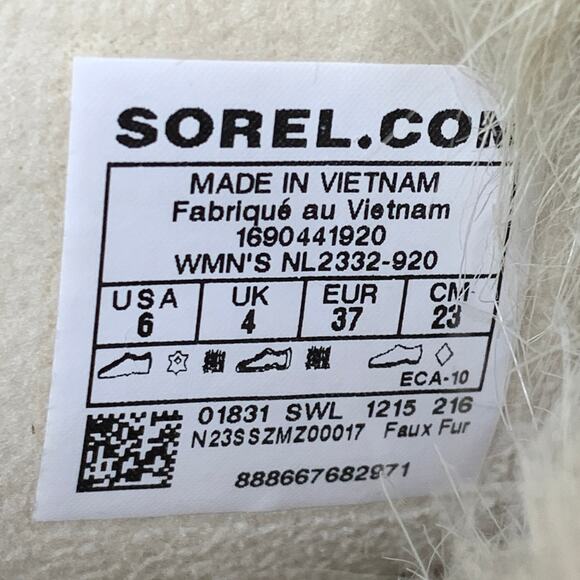 SOREL.COM
MADE IN VIETNAM
Fabriqué au Vietnam
1690441920
WMN'S NL2332-920
USA UK EUR CM
6 4 37 23
ECA-10
01831 SWL 1215 216
N23SSZMZ00017 Faux Fur
888667682971